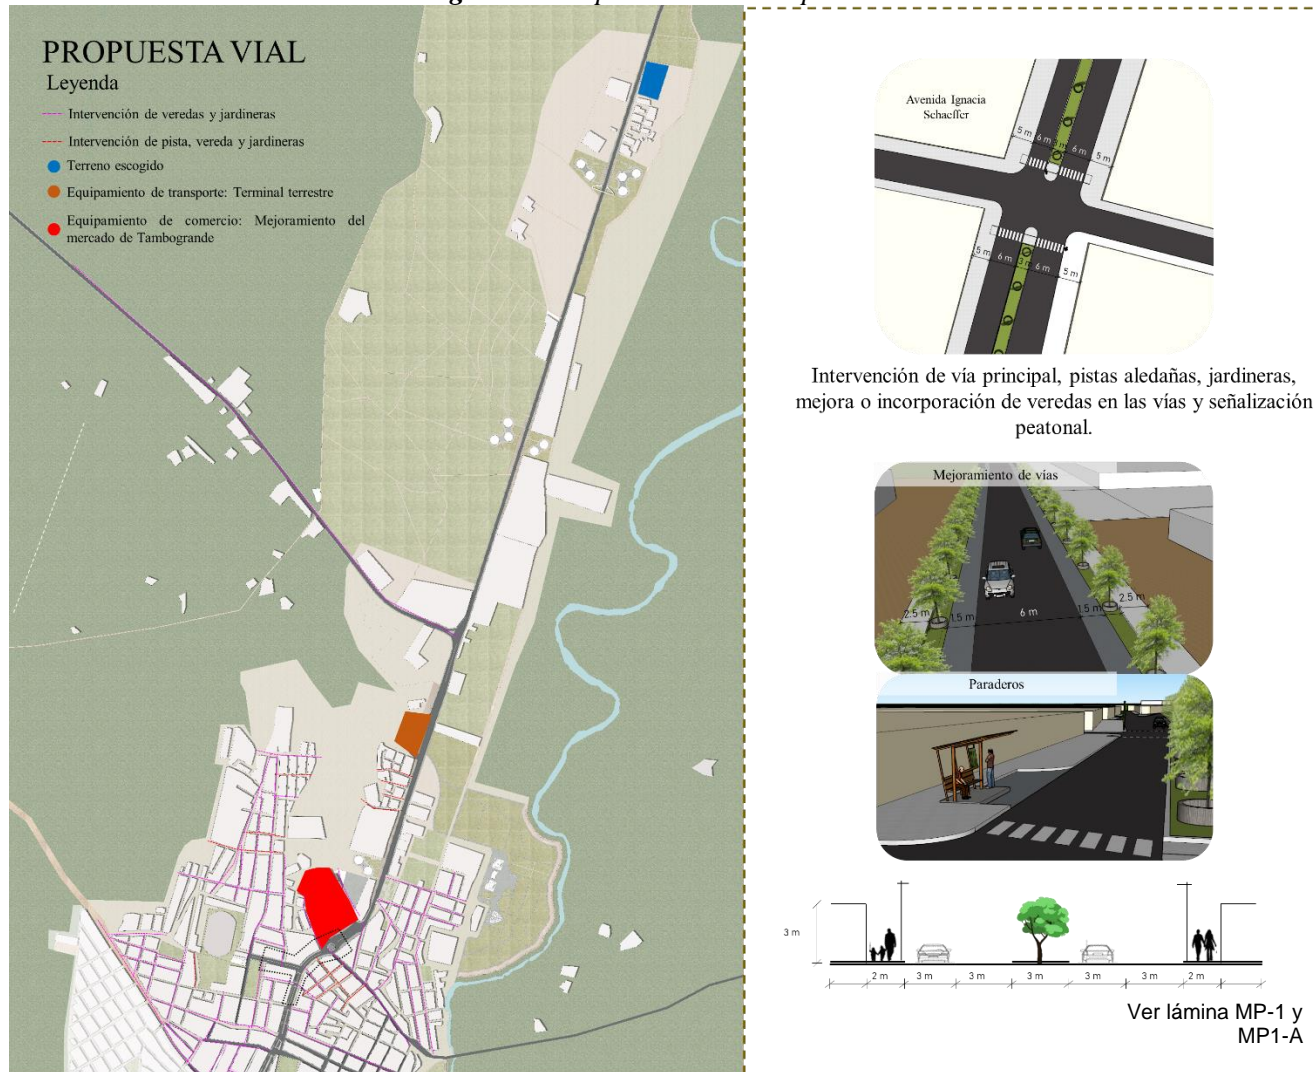 PROPUESTA VIAL
Leyenda
Intervención de veredas y jardineras
Intervención de pista, vereda y jardineras
Terreno escogido
Equipamiento de transporte: Terminal terrestre
Equipamiento de comercio: Mejoramiento del
mercado de Tambogrande
Avenida Ignacia
Schaeffer
5 m 6 m 6 m 5 m
5 m 6 m 3 m 6 m 5 m
Intervención de vía principal, pistas aledañas, jardineras,
mejora o incorporación de veredas en las vías y señalización
peatonal.
Mejoramiento de vías
2.5 m 1.5 m 6 m 1.5 m 2.5 m
Paraderos
3 m
2 m 3 m 3 m 3 m 3 m 3 m 2 m
Ver lámina MP-1 y
MP1-A